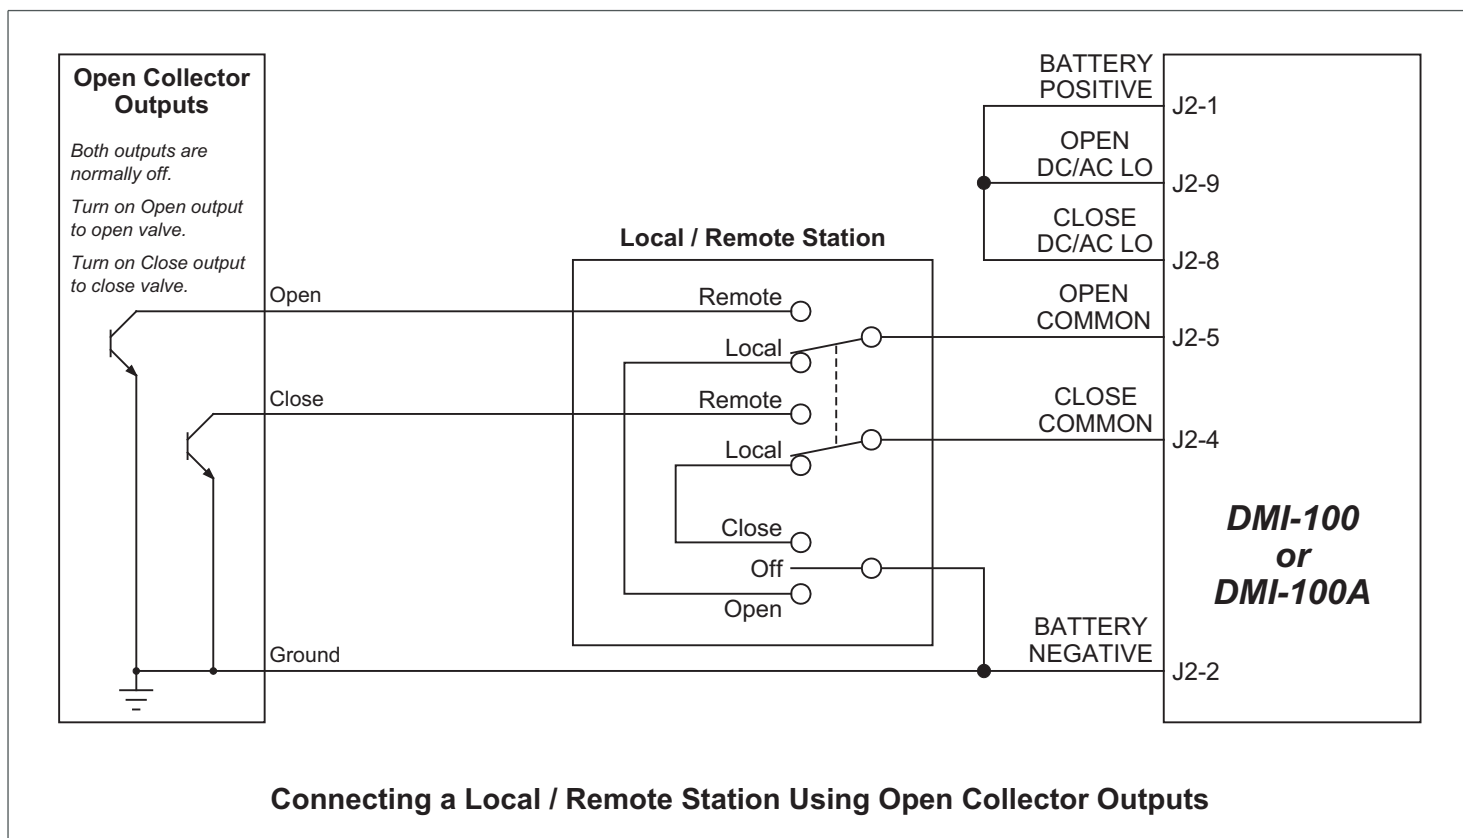 Open Collector
Outputs
Both outputs are
normally off.
Turn on Open output
to open valve.
Turn on Close output
to close valve.
Open
Close
Ground
Local / Remote Station
Remote
Local
Remote
Local
Close
Off
Open
BATTERY
POSITIVE
J2-1
OPEN
DC/AC LO
J2-9
CLOSE
DC/AC LO
J2-8
OPEN
COMMON
J2-5
CLOSE
COMMON
J2-4
DMI-100
or
DMI-100A
BATTERY
NEGATIVE
J2-2
Connecting a Local / Remote Station Using Open Collector Outputs